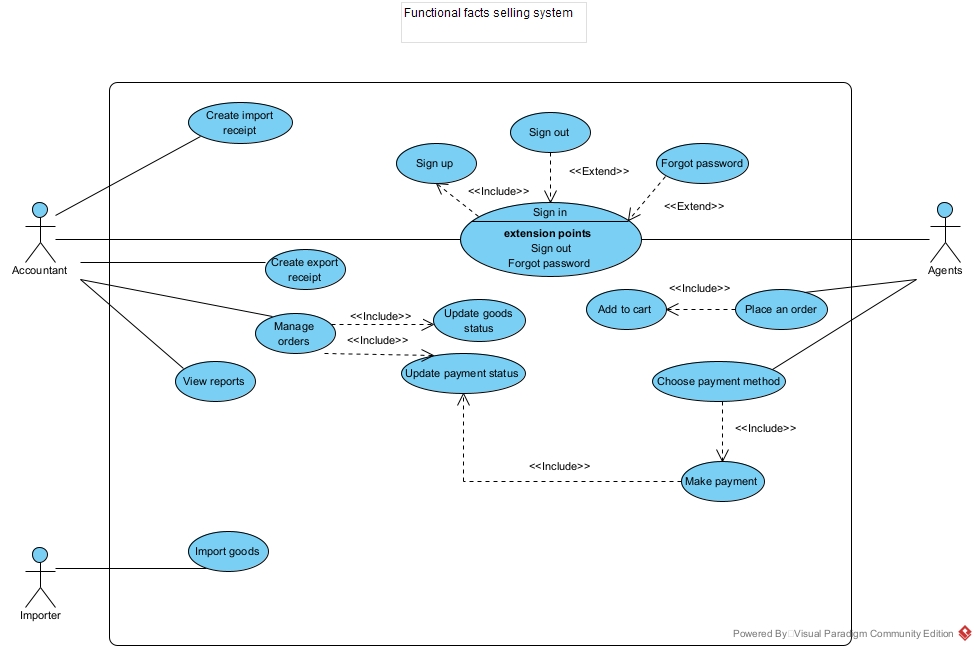 Functional facts selling system
Create import
receipt
Sign out
Sign up
Forgot password
<<Extend>>
<<Include>>
<<Extend>>
Sign in
extension points
Sign out
Forgot password
Accountant
Agents
Create export
receipt
<<Include>>
Add to cart
Place an order
Manage
orders
<<Include>>
<<Include>>
Update goods
status
View reports
Update payment status
Choose payment method
<<Include>>
<<Include>>
Make payment
Import goods
Importer
Powered By Visual Paradigm Community Edition